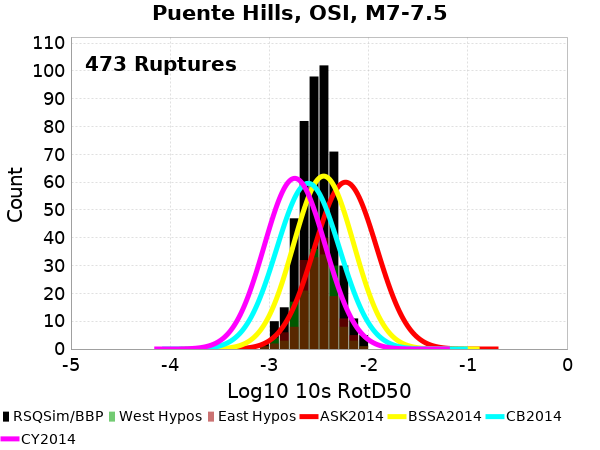 Puente Hills, OSI, M7-7.5
473 Ruptures
110
100
90
80
70
60
50
40
30
20
10
0
Count
-5 -4 -3 -2 -1 0
Log10 10s RotD50
RSQSim/BBP West Hypos East Hypos ASK2014 BSSA2014 CB2014
CY2014